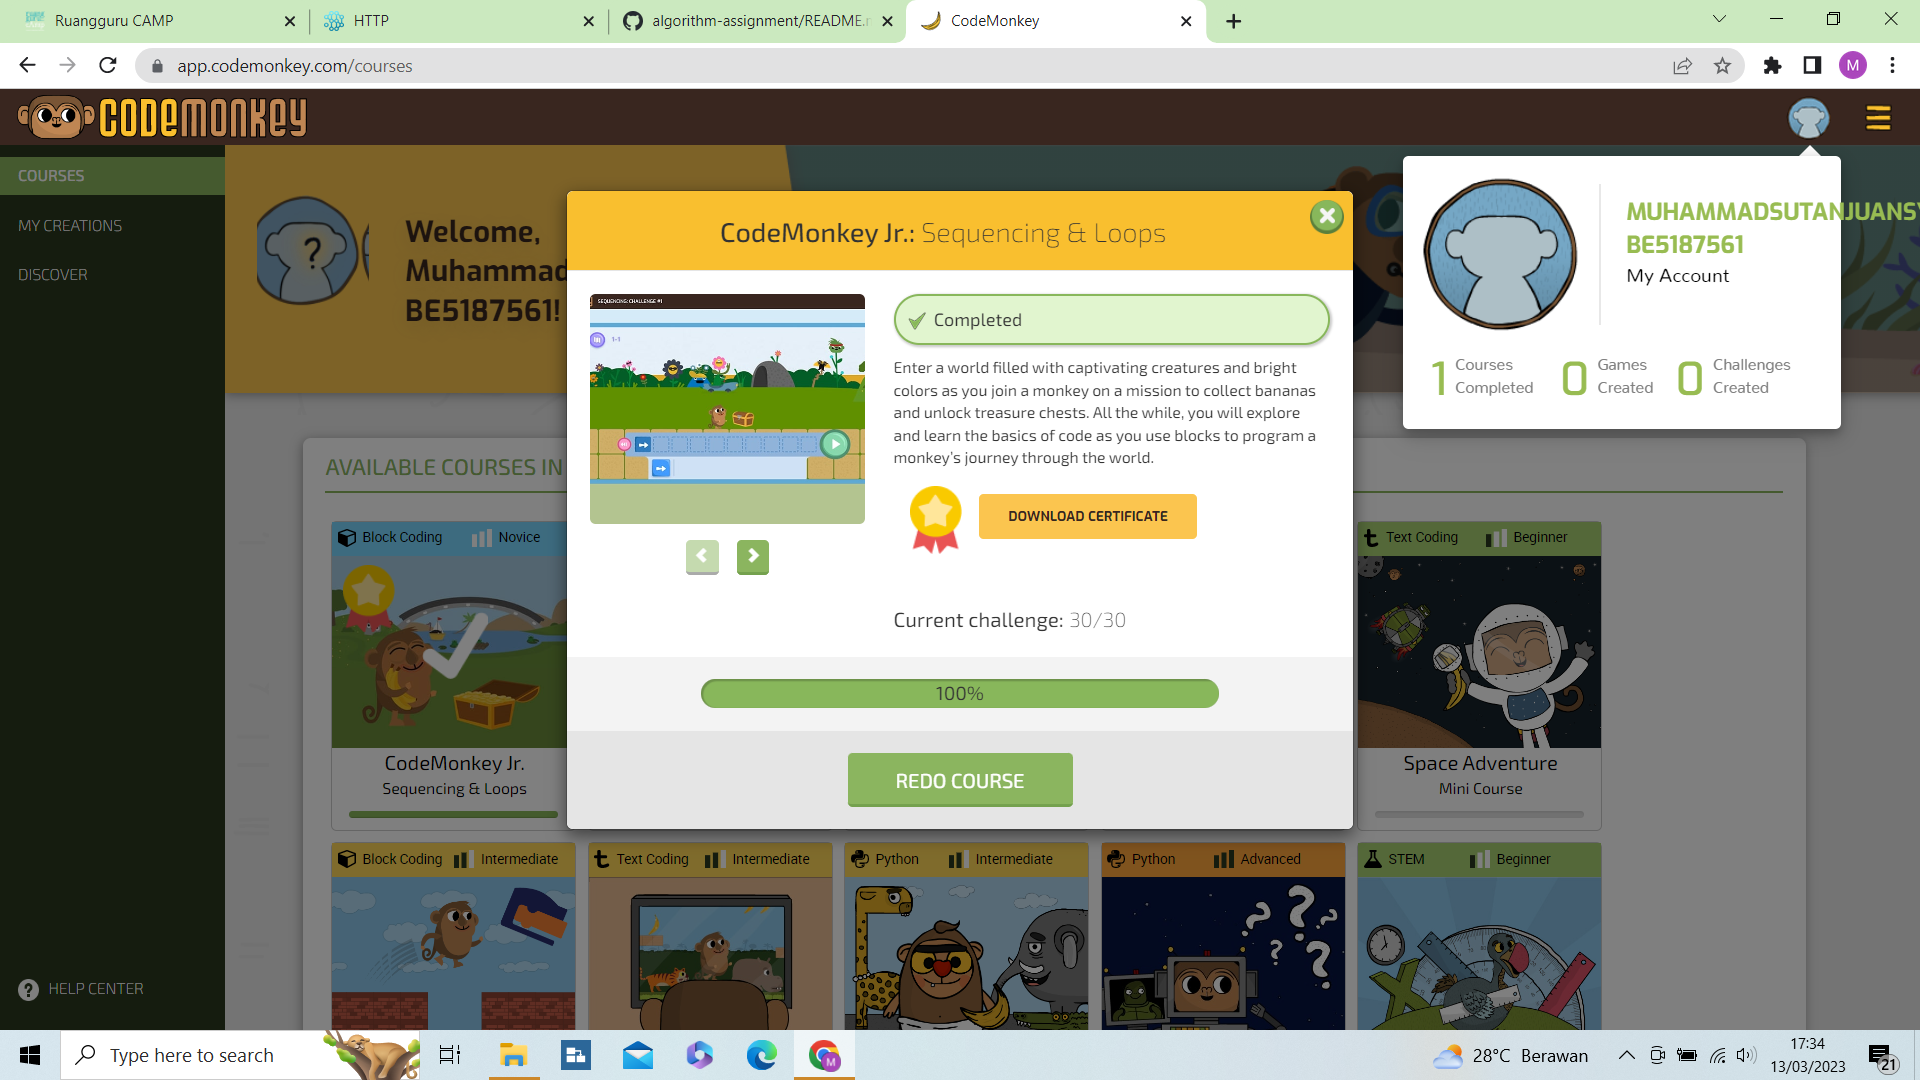 Ruangguru CAMP
HTTP
algorithm-assignment/README.n
CodeMonkey
app.codemonkey.com/courses
M
CODEMONKEY
COURSES
MY CREATIONS
DISCOVER
HELP CENTER
Welcome,
Muhammad
BE5187561!
MUHAMMADSUTANJUANSY
BE5187561
My Account
1 Courses Completed
0 Games Created
0 Challenges Created
CodeMonkey Jr.: Sequencing & Loops
SEQUENCING: CHALLENGE #1
1-1
Completed
Enter a world filled with captivating creatures and bright
colors as you join a monkey on a mission to collect bananas
and unlock treasure chests. All the while, you will explore
and learn the basics of code as you use blocks to program a
monkey's journey through the world.
DOWNLOAD CERTIFICATE
Current challenge: 30/30
100%
REDO COURSE
AVAILABLE COURSES IN
Block Coding Novice
CodeMonkey Jr.
Sequencing & Loops
Text Coding Beginner
Space Adventure
Mini Course
Block Coding Intermediate
Text Coding Intermediate
Python Intermediate
Python Advanced
STEM Beginner
Type here to search
M
28°C Berawan
17:34
13/03/2023
21